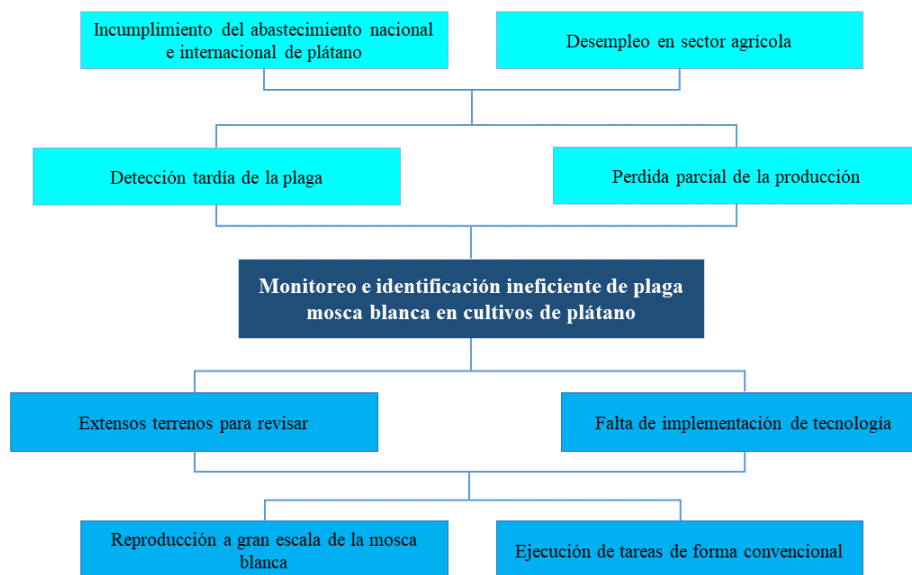 Incumplimiento del abastecimiento nacional
e internacional de plátano
Desempleo en sector agrícola
Detección tardía de la plaga
Perdida parcial de la producción
Monitoreo e identificación ineficiente de plaga
mosca blanca en cultivos de plátano
Extensos terrenos para revisar
Falta de implementación de tecnología
Reproducción a gran escala de la mosca
blanca
Ejecución de tareas de forma convencional